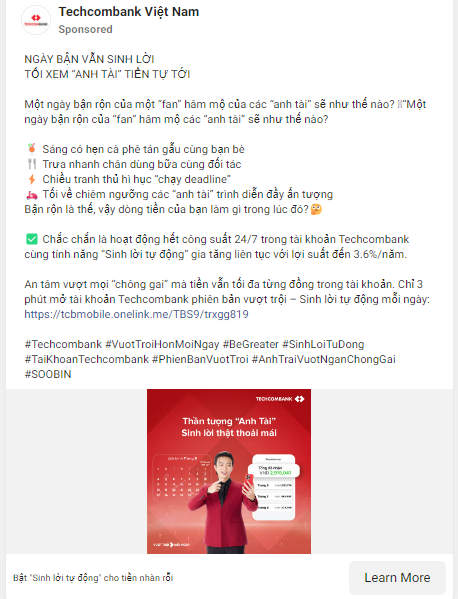 Techcombank Việt Nam
Sponsored
NGÀY BẬN VẪN SINH LỜI
TỐI XEM “ANH TÀI” TIỀN TỰ TỚI
Một ngày bận rộn của một “fan” hâm mộ của các “anh tài” sẽ như thế nào? “Một
ngày bận rộn của “fan” hâm mộ các “anh tài” sẽ như thế nào?
🍹 Sáng có hẹn cà phê tán gẫu cùng bạn bè
🍴 Trưa nhanh chân dùng bữa cùng đối tác
⚡ Chiều tranh thủ hì hục “chạy deadline”
🛵 Tối về chiêm ngưỡng các “anh tài” trình diễn đầy ấn tượng
Bận rộn là thế, vậy dòng tiền của bạn làm gì trong lúc đó?🤔
✅ Chắc chắn là hoạt động hết công suất 24/7 trong tài khoản Techcombank
cùng tính năng “Sinh lời tự động” gia tăng liên tục với lợi suất đến 3.6%/năm.
An tâm vượt mọi “chông gai” mà tiền vẫn tối đa từng đồng trong tài khoản. Chỉ 3
phút mở tài khoản Techcombank phiên bản vượt trội – Sinh lời tự động mỗi ngày:
https://tcbmobile.onelink.me/TBS9/trxgg819
#Techcombank #VuotTroiHonMoiNgay #BeGreater #SinhLoiTuDong
#TaiKhoanTechcombank #PhienBanVuotTroi #AnhTraiVuotNganChongGai
#SOOBIN
TECHCOMBANK
Thần tượng “Anh Tài”
Sinh lời thật thoải mái
Tổng đã nhận
VƯỢT TRỘI MỖI NGÀY
Bật "Sinh lời tự động" cho tiền nhàn rỗi
Learn More